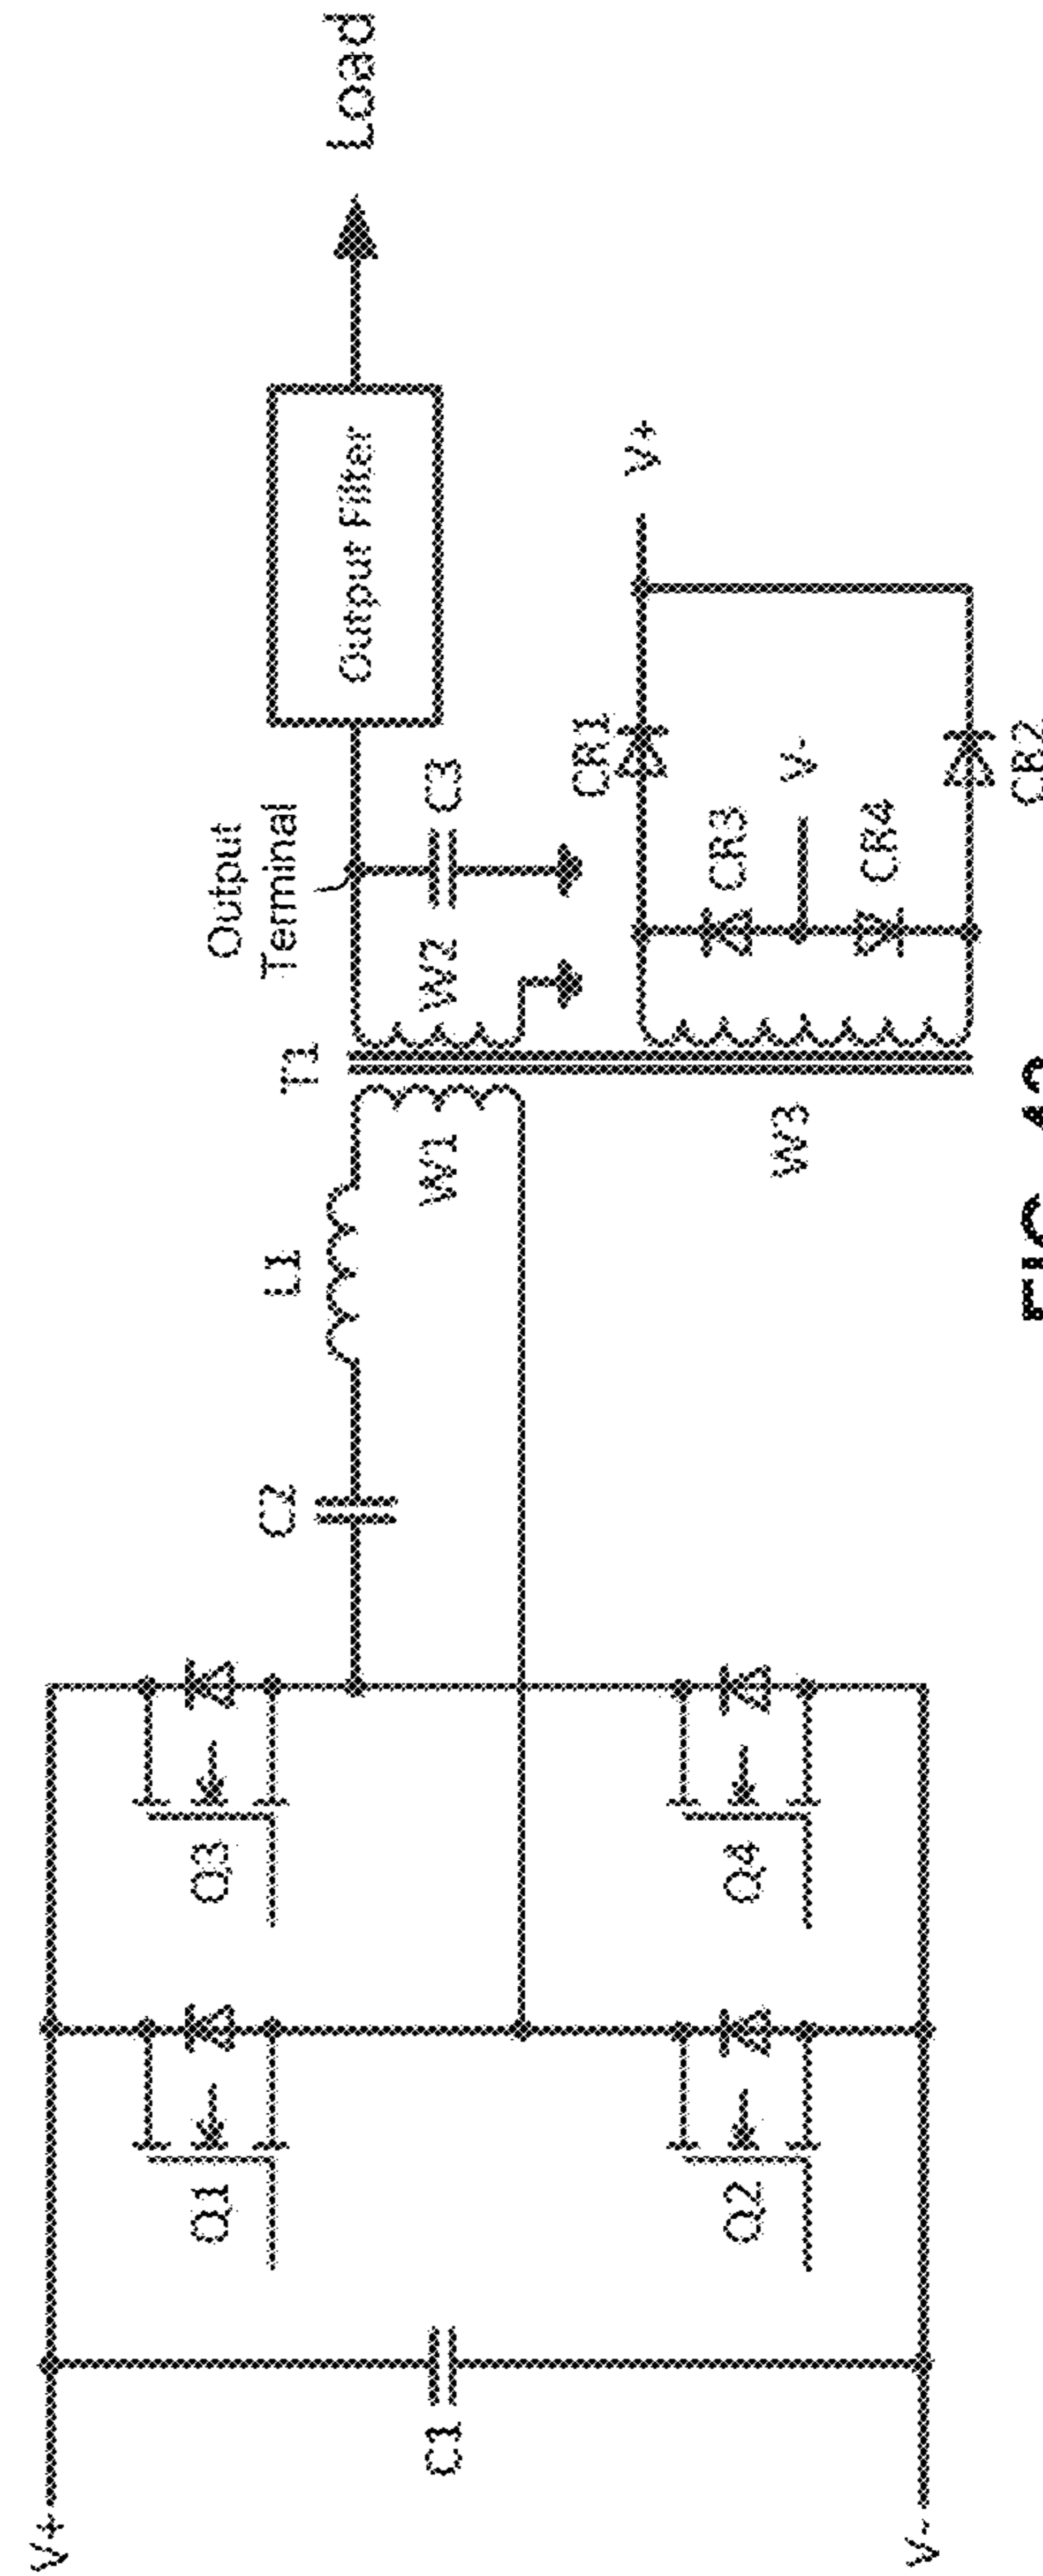 V+
V-
C1
Q1
Q2
Q3
Q4
C2
L1
T1
W1
W2
W3
Output
Terminal
C3
Output Filter
Load
CR1
CR3
V-
CR4
CR2
V+